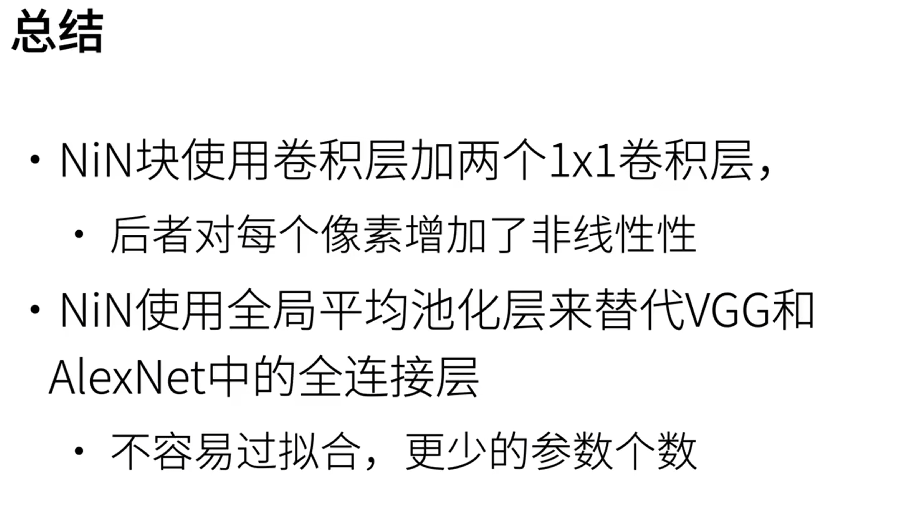 总结
• NiN块使用卷积层加两个1x1卷积层，
• 后者对每个像素增加了非线性性
• NiN使用全局平均池化层来替代VGG和
AlexNet中的全连接层
• 不容易过拟合，更少的参数个数